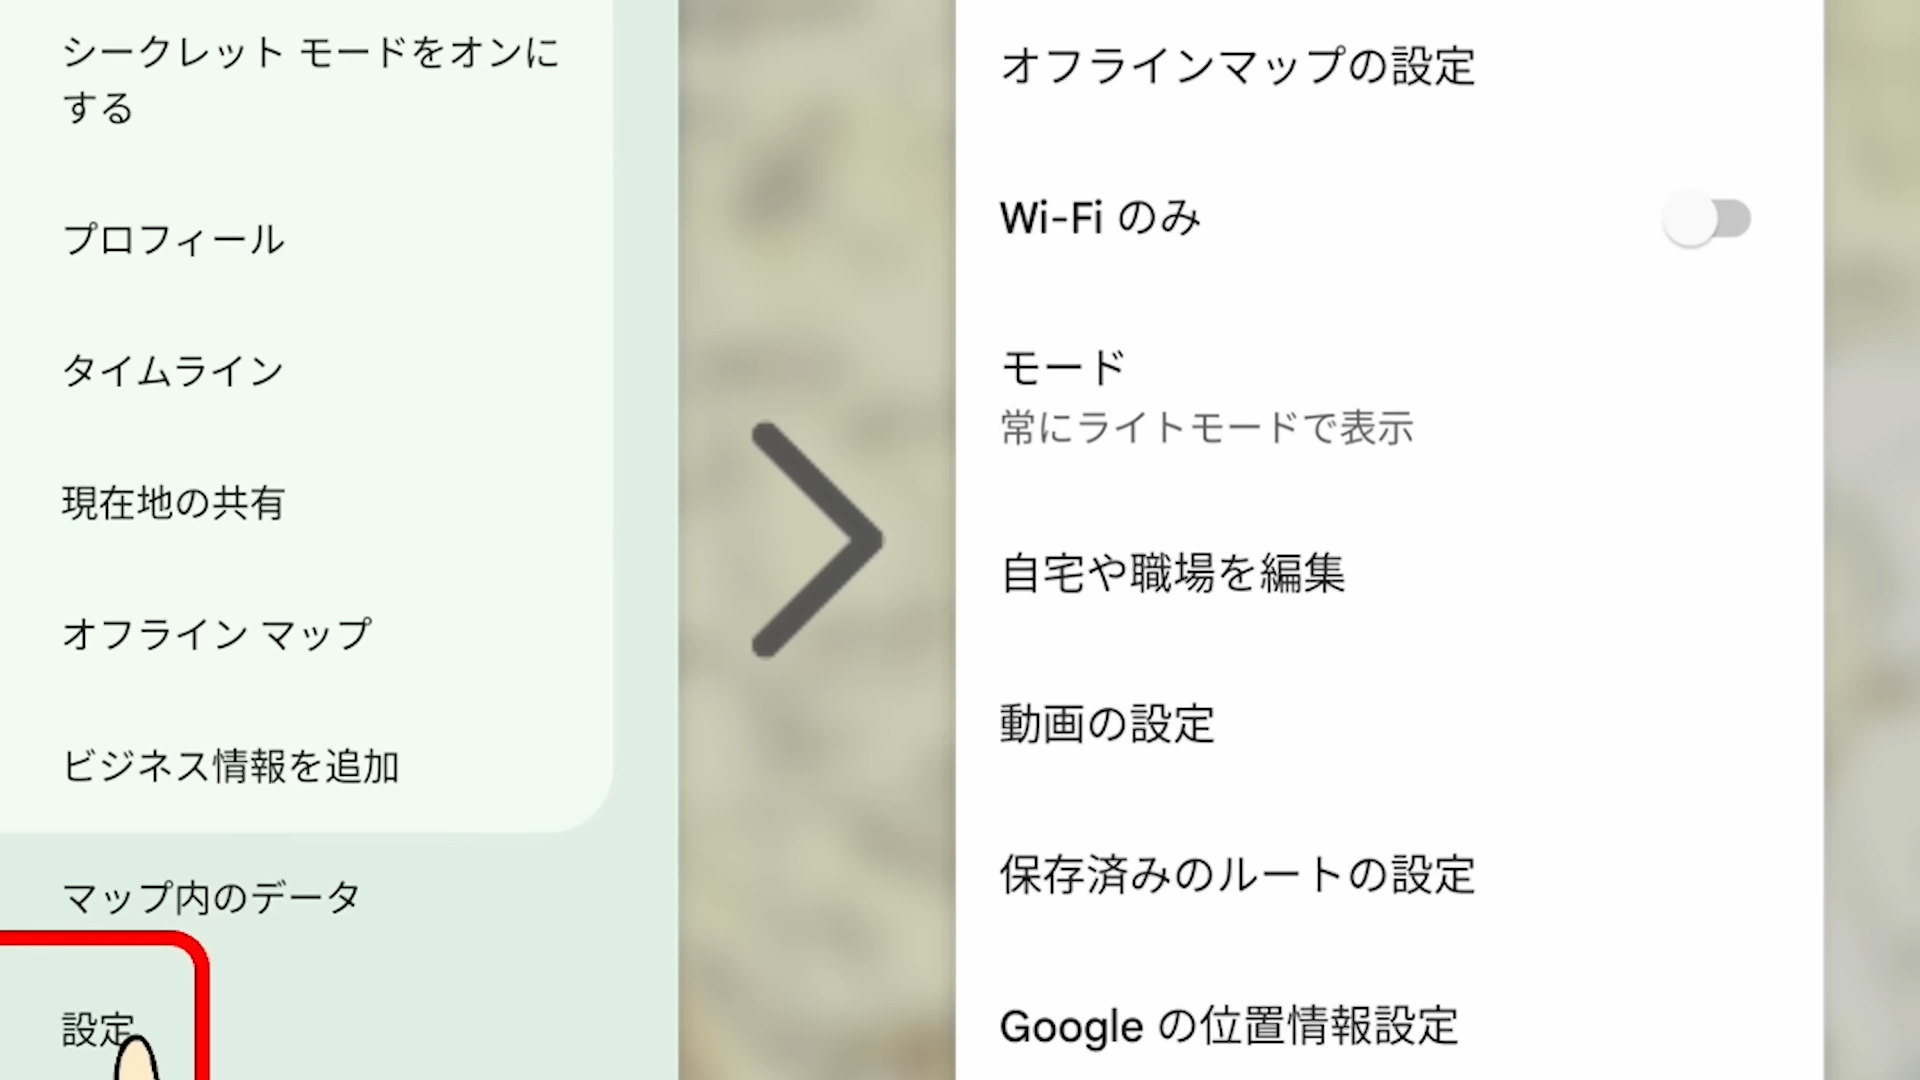 シークレット モードをオンに
する
プロフィール
タイムライン
現在地の共有
オフライン マップ
ビジネス情報を追加
マップ内のデータ
設定
オフラインマップの設定
Wi-Fi のみ
モード
常にライトモードで表示
自宅や職場を編集
動画の設定
保存済みのルートの設定
Google の位置情報設定